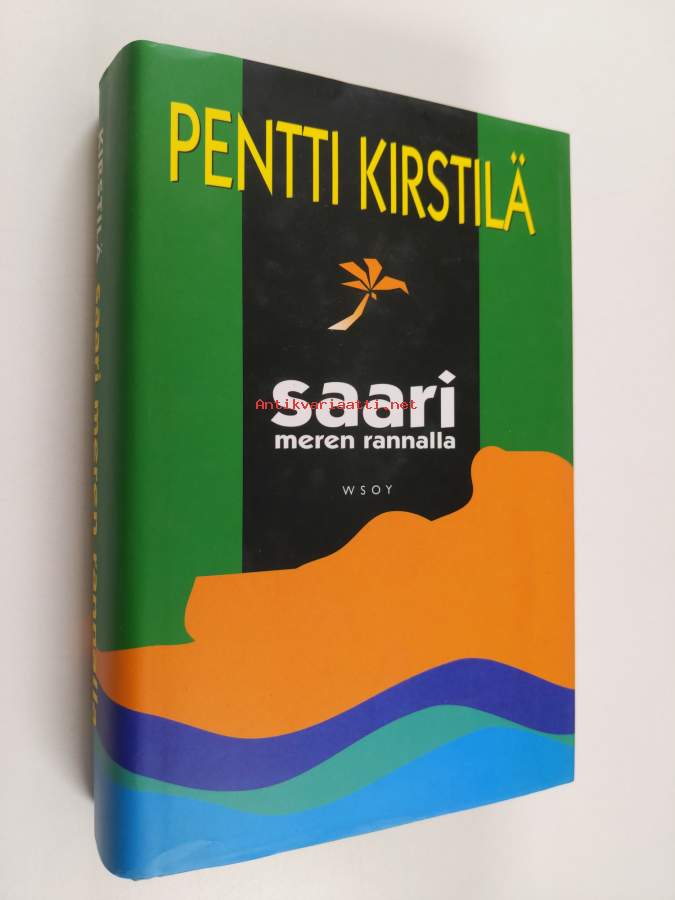 PENTTI KIRSTILÄ
saari
Antikvariaatti.net
meren rannalla
WSOY
KIRSTILÄ saari meren rannalla